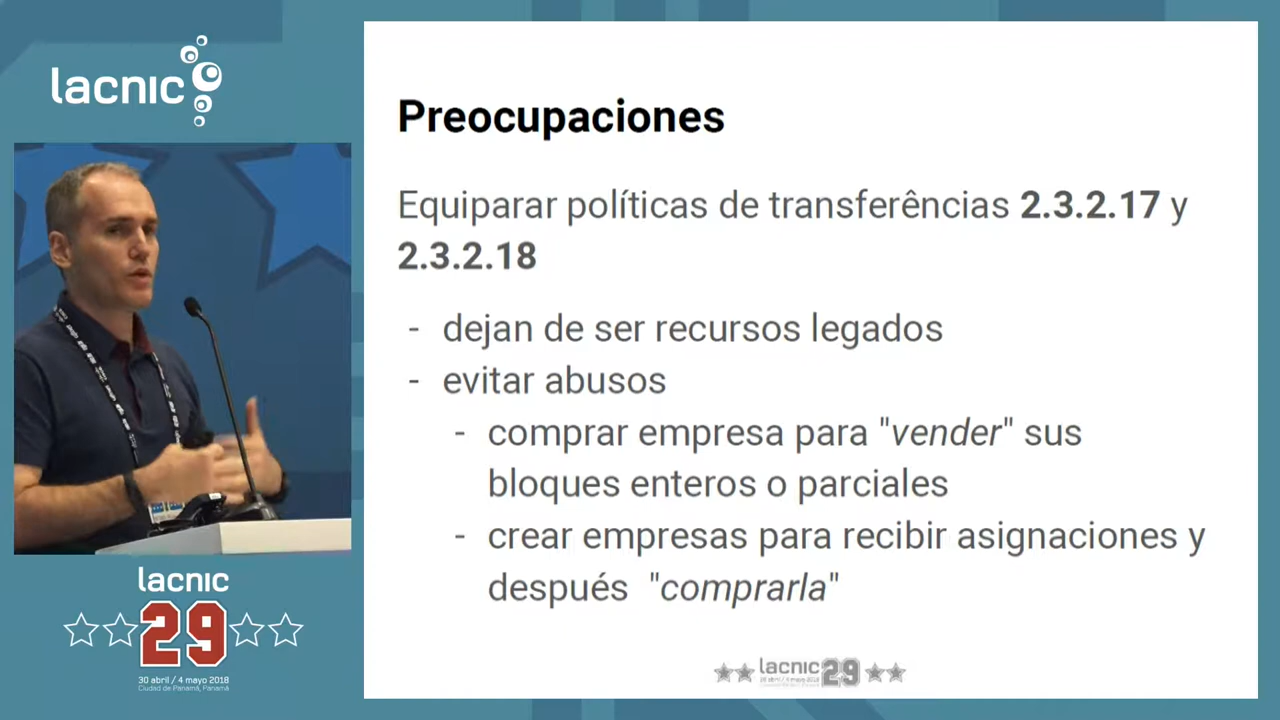 lacnic
Preocupaciones
Equiparar políticas de transferências 2.3.2.17 y
2.3.2.18
- dejan de ser recursos legados
- evitar abusos
- comprar empresa para "vender" sus
bloques enteros o parciales
- crear empresas para recibir asignaciones y
después "comprarla"
lacnic
29
30 abril / 4 mayo 2018
Ciudad de Panamá, Panamá
lacnic 29